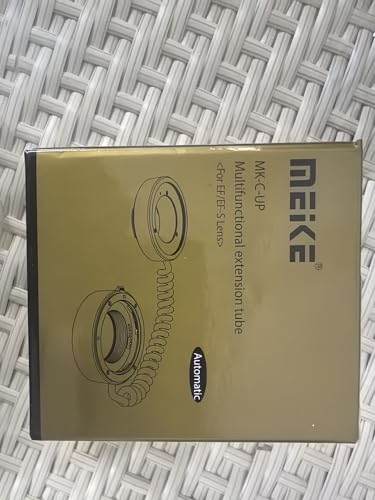 MEiKE®
MK-C-UP
Multifunctional extension tube
<For EF/EF-S Lens>
Automatic